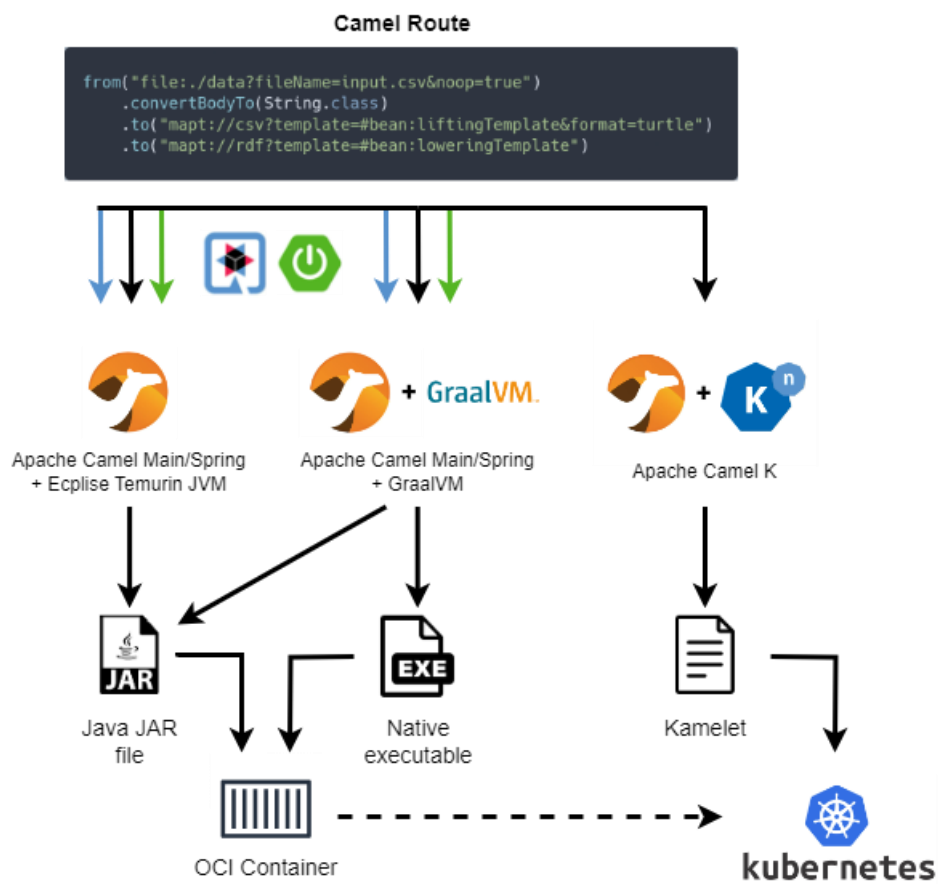 Camel Route
from("file:./data?fileName=input.csv&noop=true")
.convertBodyTo(String.class)
.to("mapt://csv?template=#bean:liftingTemplate&format=turtle")
.to("mapt://rdf?template=#bean:loweringTemplate")
+ GraalVM
+ K n
Apache Camel Main/Spring
+ Ecplise Temurin JVM
Apache Camel Main/Spring
+ GraalVM
Apache Camel K
JAR
EXE
Java JAR
file
Native
executable
Kamelet
OCI Container
kubernetes